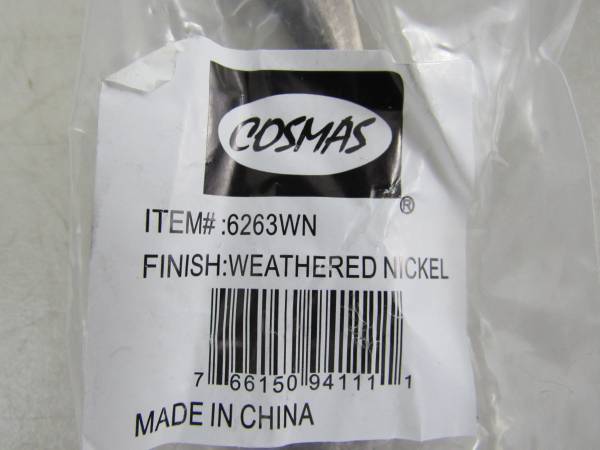 COSMAS
®
ITEM# :6263WN
FINISH:WEATHERED NICKEL
7 66150 94111 1
MADE IN CHINA